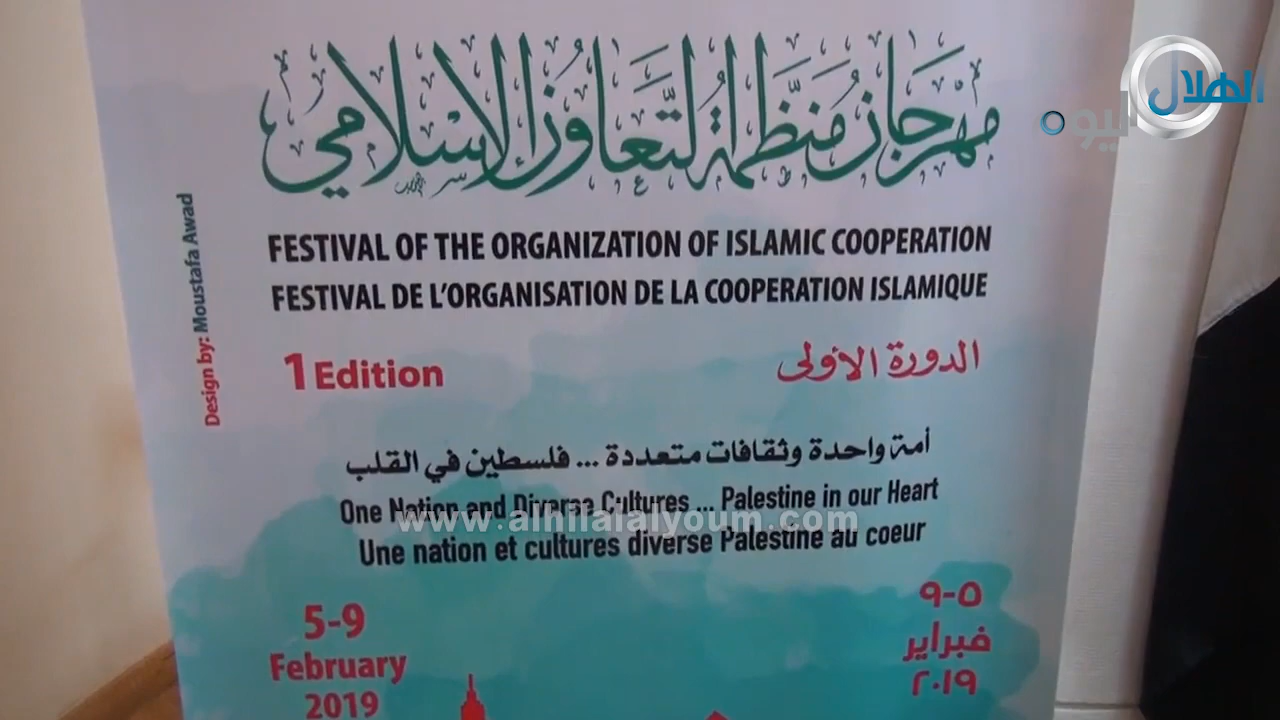 مهرجان منظمة التعاون الإسلامي
FESTIVAL OF THE ORGANIZATION OF ISLAMIC COOPERATION
FESTIVAL DE L'ORGANISATION DE LA COOPERATION ISLAMIQUE
1 Edition
الدورة الأولى
Design by: Moustafa Awad
أمة واحدة وثقافات متعددة ... فلسطين في القلب
One Nation and Diverse Cultures ... Palestine in our Heart
Une nation et cultures diverse Palestine au coeur
5-9
February
2019
٥-٩
فبراير
٢٠١٩
الهلال
اليوم
www.alhilalalyoum.com